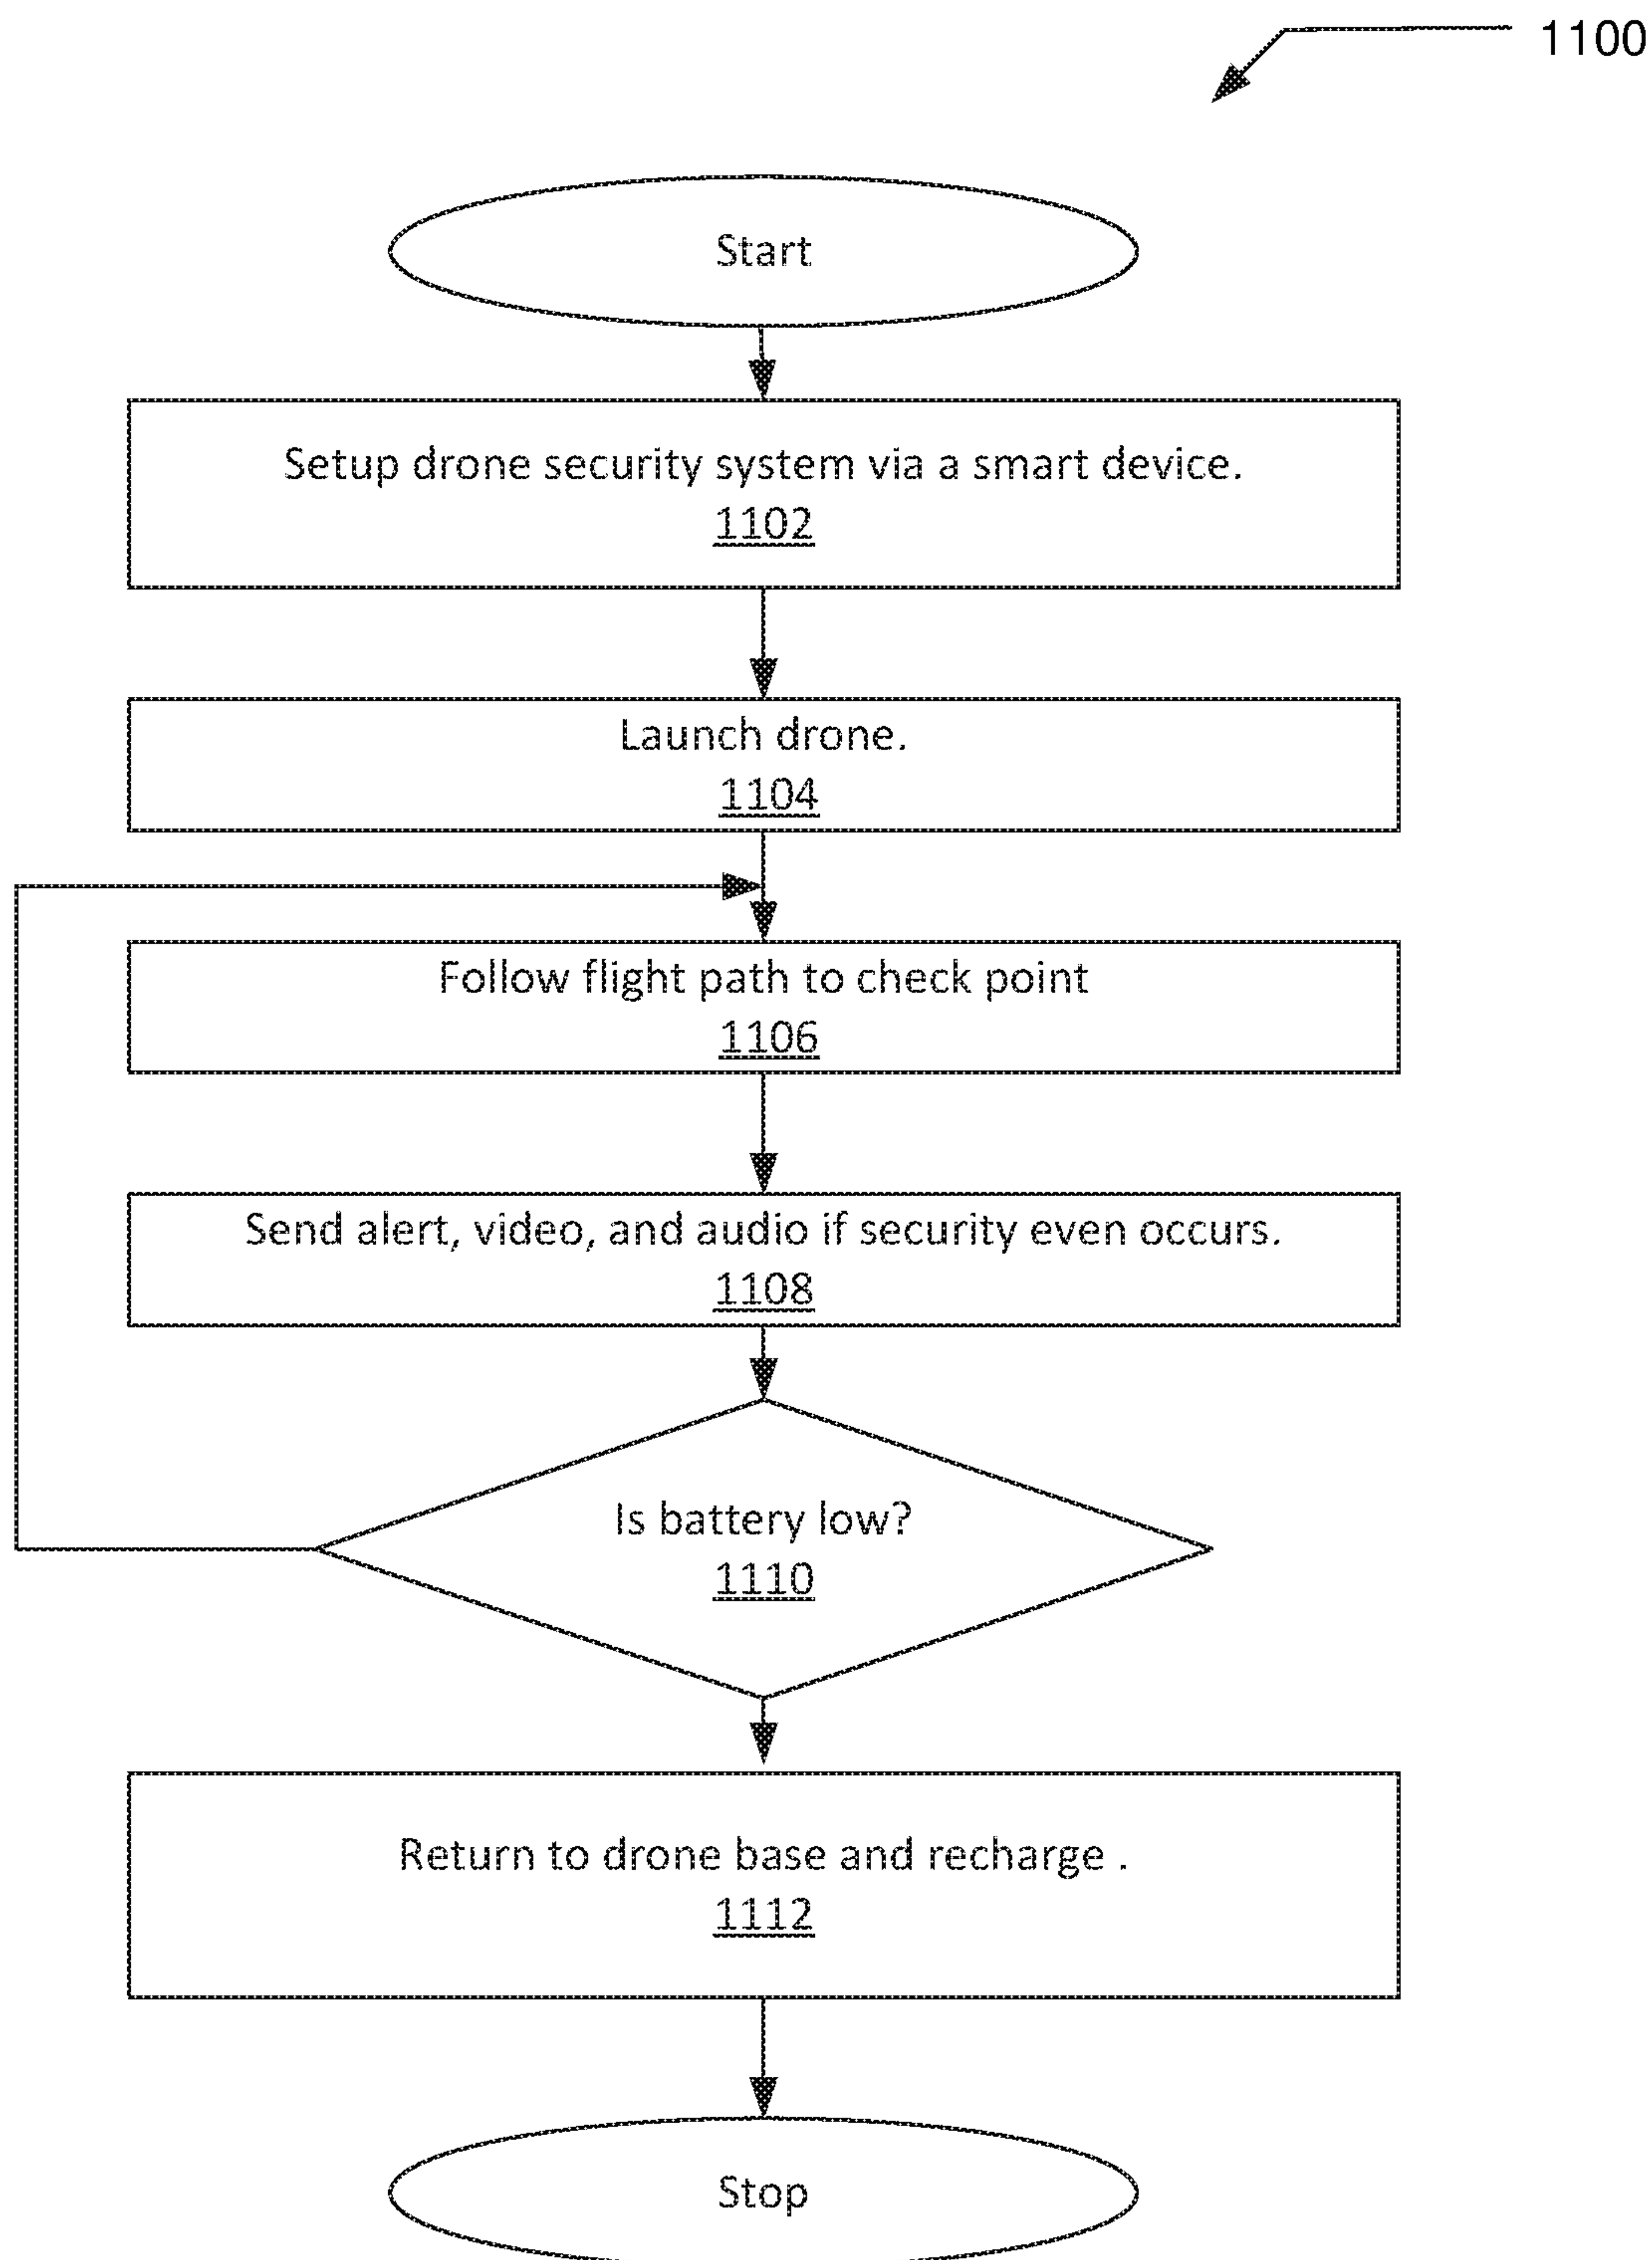 1100
Start
Setup drone security system via a smart device.
1102
Launch drone.
1104
Follow flight path to check point
1106
Send alert, video, and audio if security even occurs.
1108
Is battery low?
1110
Return to drone base and recharge .
1112
Stop